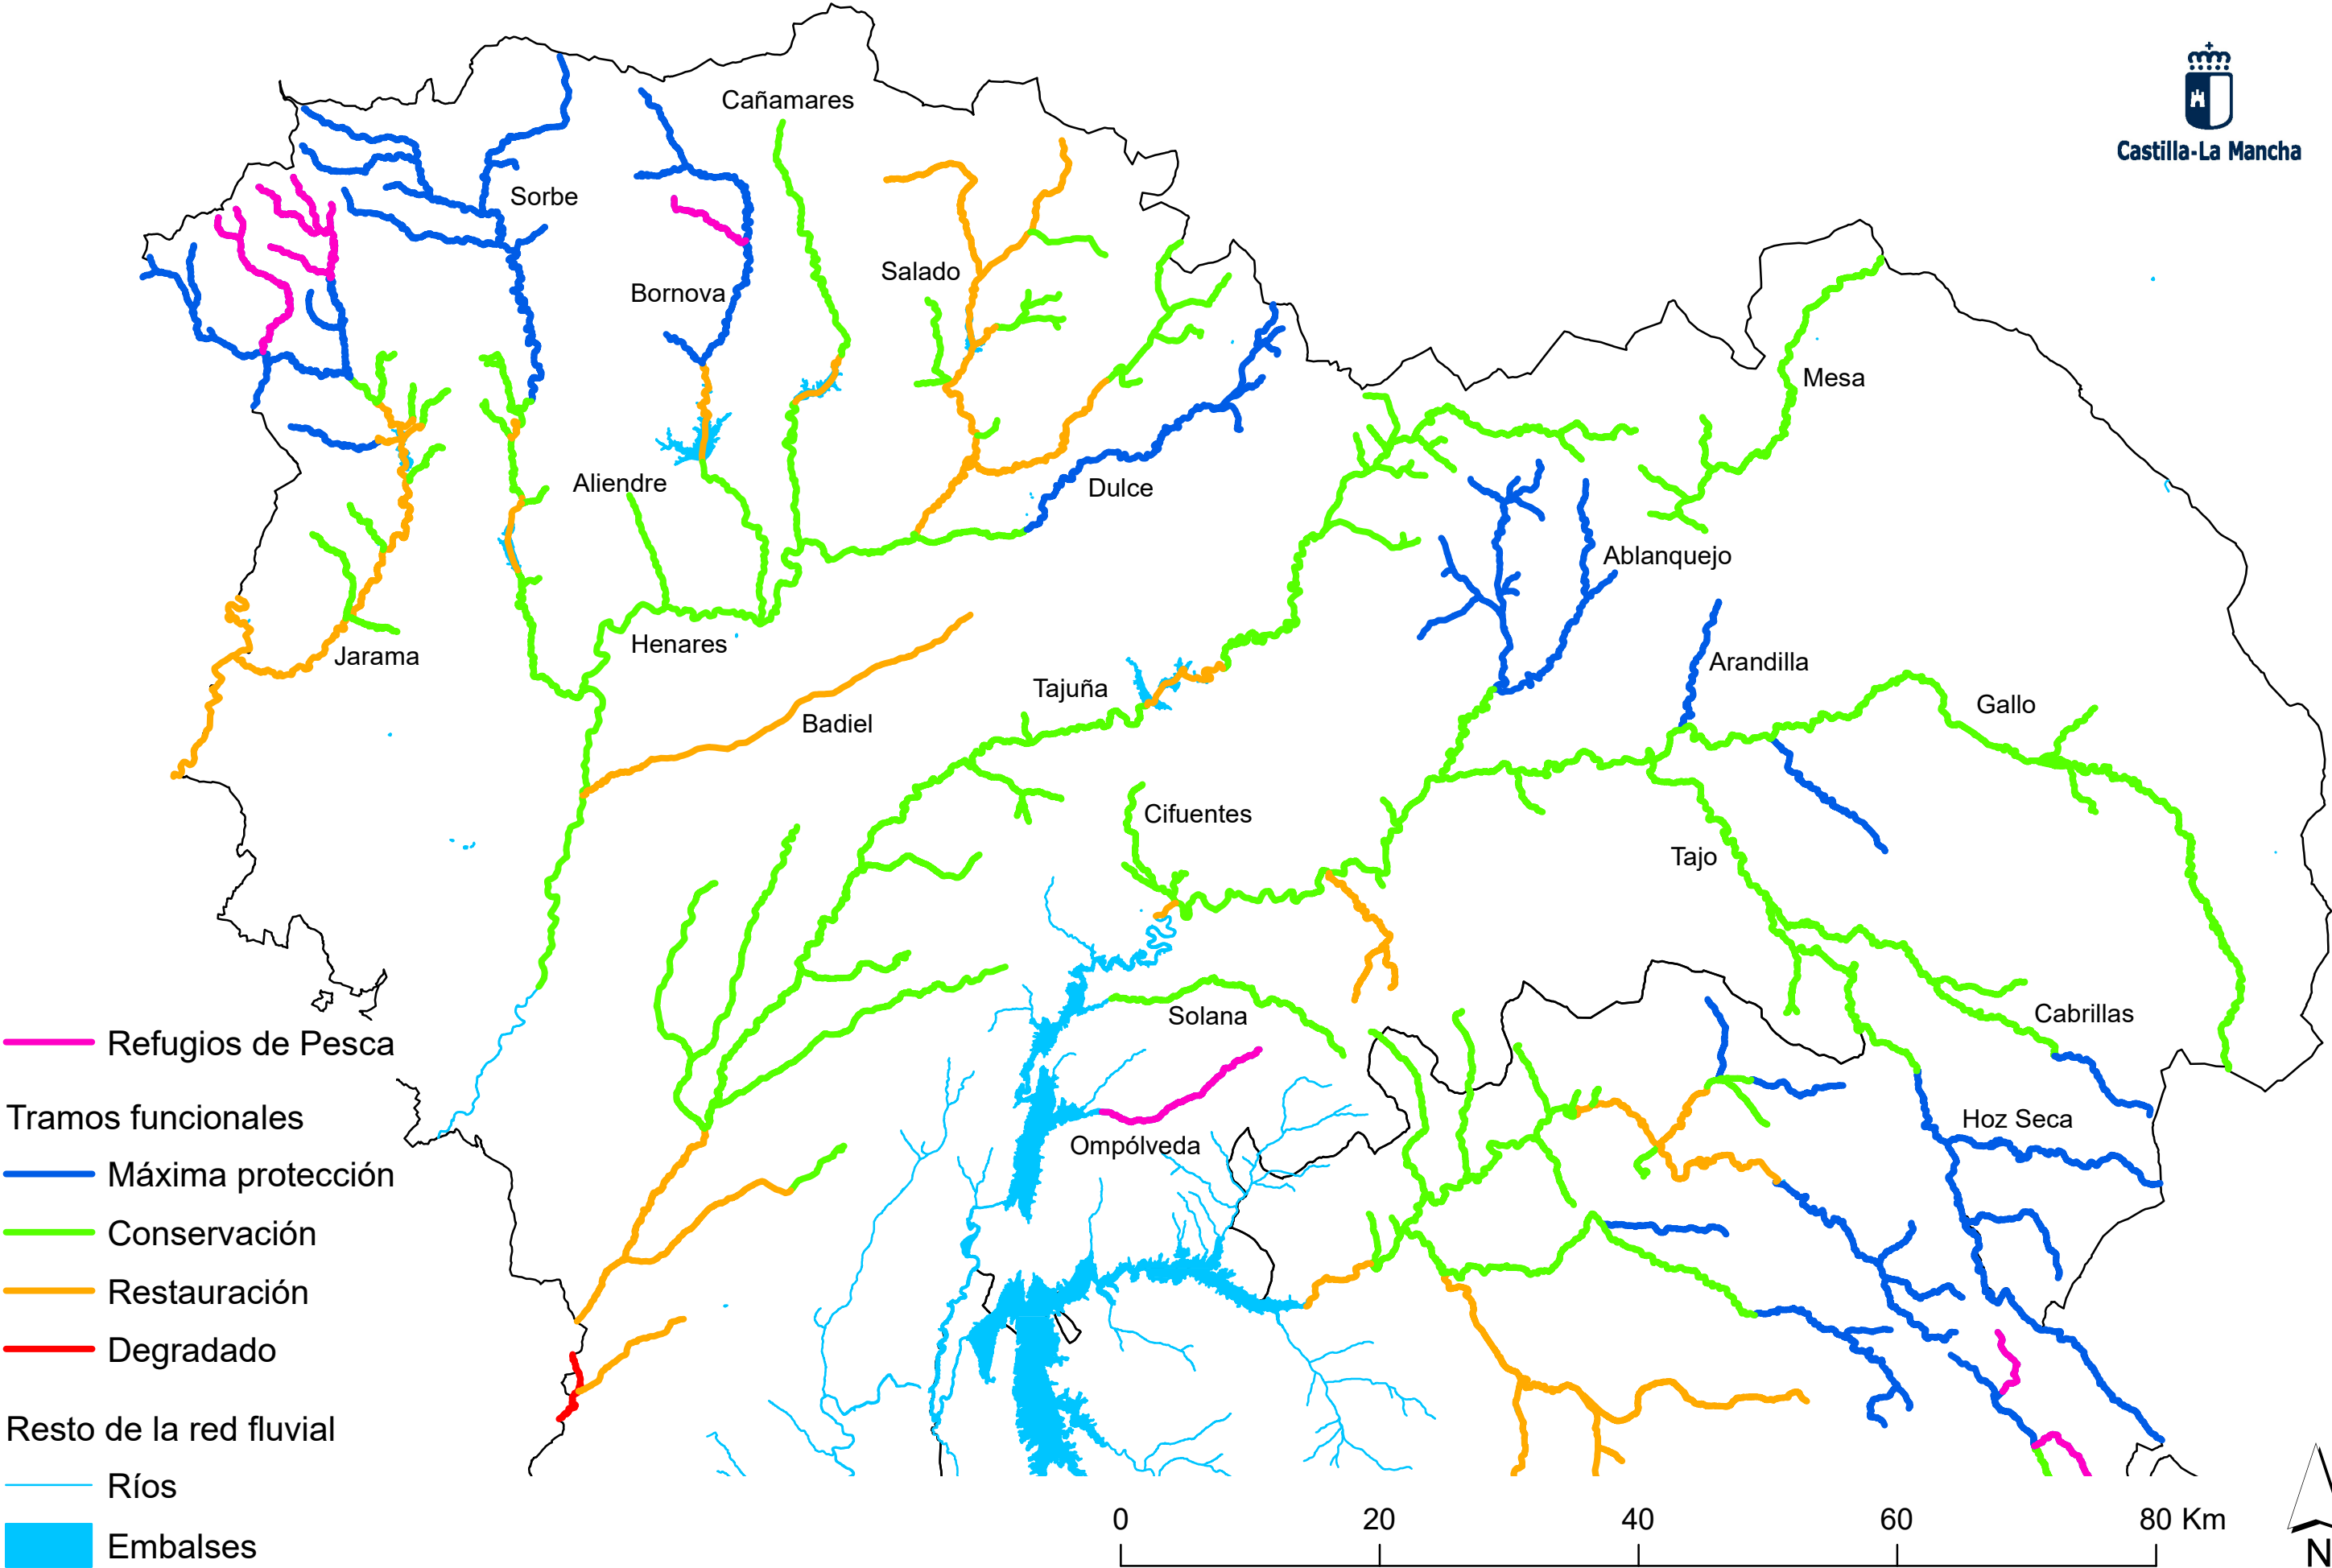 Cañamares
Castilla-La Mancha
Sorbe
Salado
Bornova
Mesa
Aliendre
Dulce
Ablanquejo
Henares
Jarama
Arandilla
Tajuña
Gallo
Badiel
Cifuentes
Tajo
Solana
Cabrillas
Ompólveda
Hoz Seca
Refugios de Pesca
Tramos funcionales
Máxima protección
Conservación
Restauración
Degradado
Resto de la red fluvial
Ríos
Embalses
0 20 40 60 80 Km
N